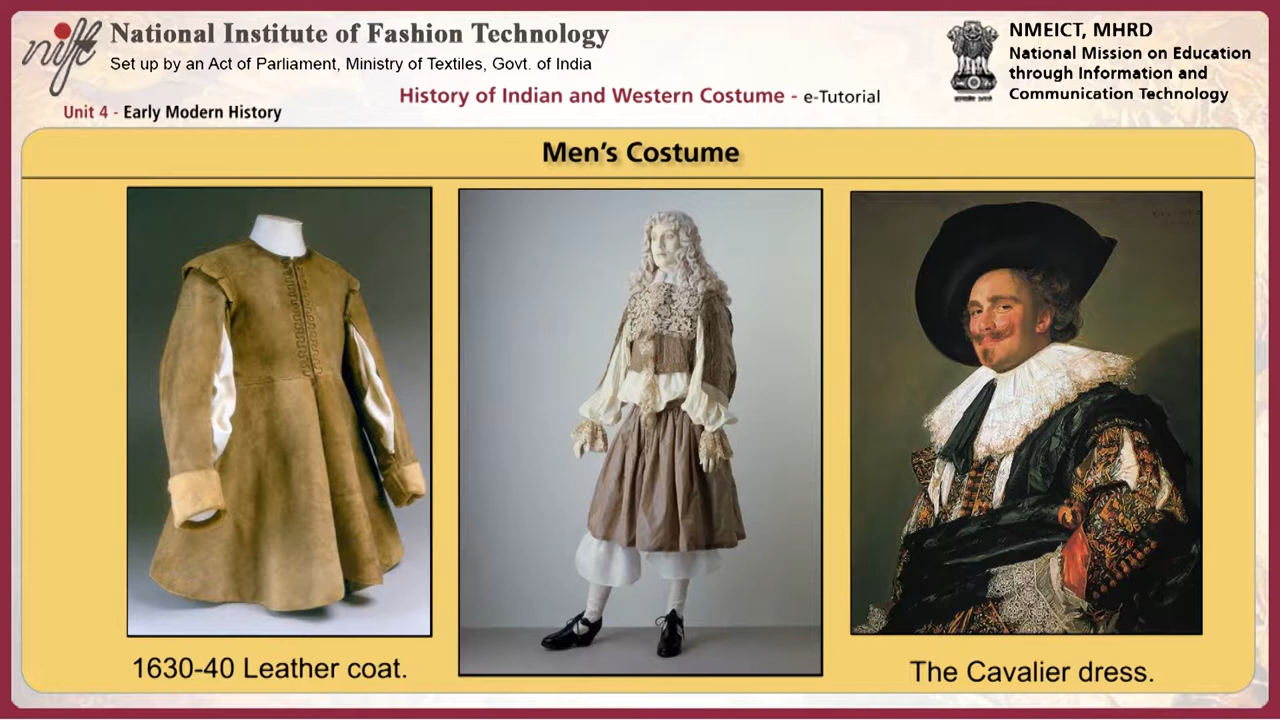 nift
National Institute of Fashion Technology
Set up by an Act of Parliament, Ministry of Textiles, Govt. of India
NMEICT, MHRD
National Mission on Education
through Information and
Communication Technology
History of Indian and Western Costume - e-Tutorial
Unit 4 - Early Modern History
Men's Costume
1630-40 Leather coat.
The Cavalier dress.